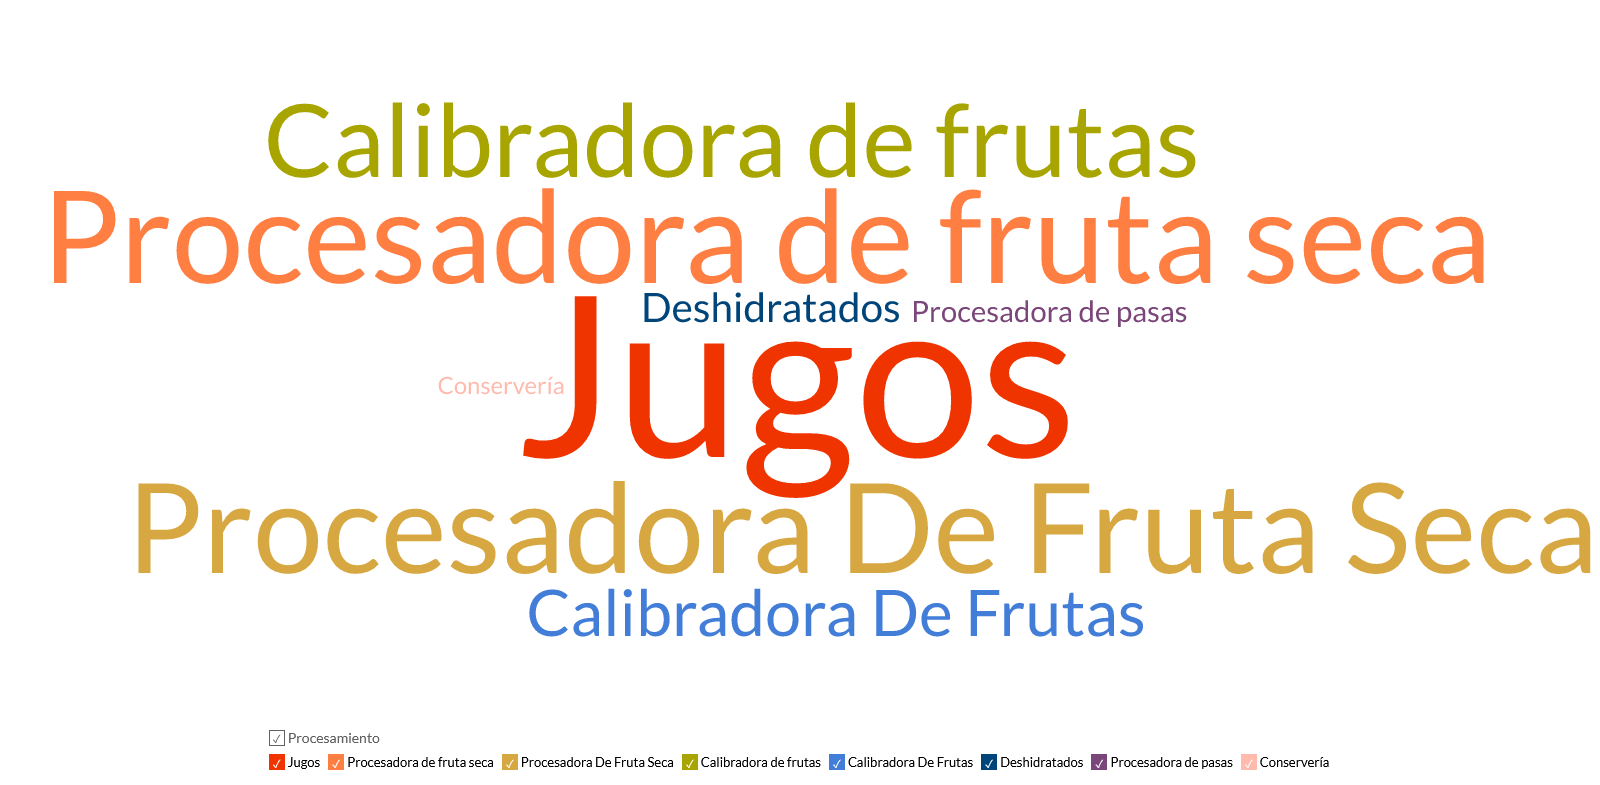 Calibradora de frutas
Procesadora de fruta seca
Deshidratados
Procesadora de pasas
Jugos
Conservería
Procesadora De Fruta Seca
Calibradora De Frutas
Procesamiento
Jugos Procesadora de fruta seca Procesadora De Fruta Seca Calibradora de frutas Calibradora De Frutas Deshidratados Procesadora de pasas Conservería